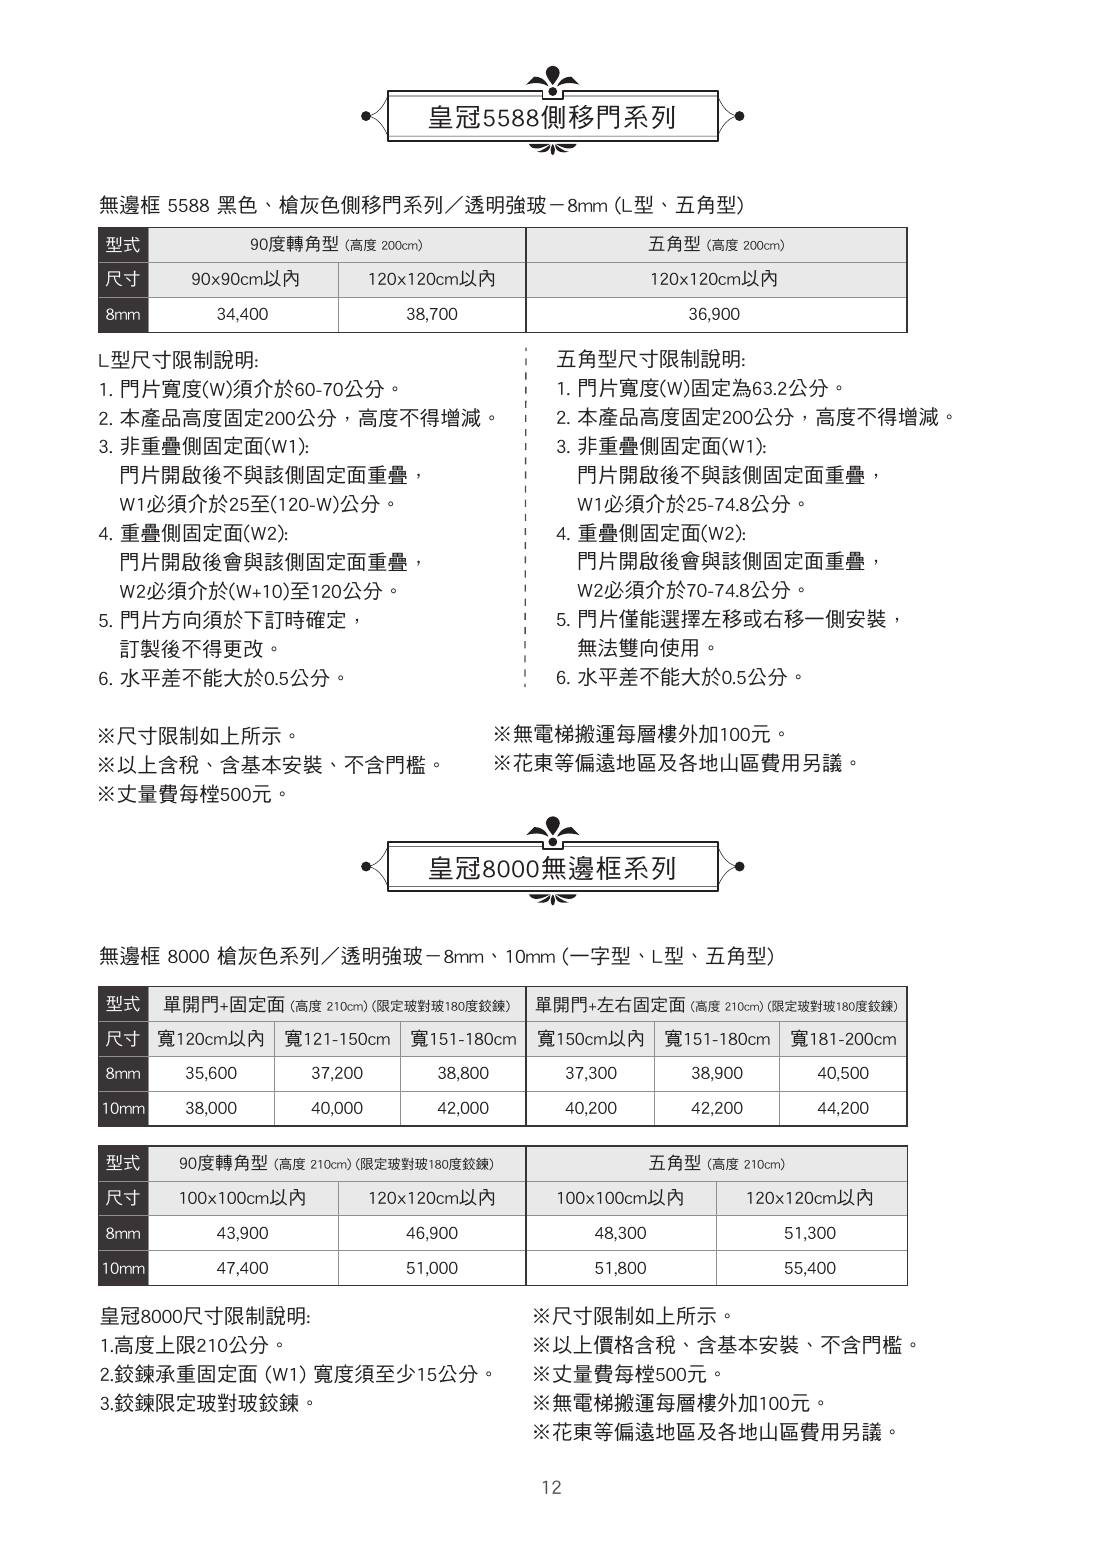 皇冠5588側移門系列
無邊框 5588 黑色、槍灰色側移門系列／透明強玻－8mm (L型、五角型)
型式 90度轉角型 (高度 200cm) 五角型 (高度 200cm)
尺寸 90x90cm以內 120x120cm以內 120x120cm以內
8mm 34,400 38,700 36,900
L型尺寸限制說明:
1. 門片寬度(W)須介於60-70公分。
2. 本產品高度固定200公分，高度不得增減。
3. 非重疊側固定面(W1):
門片開啟後不與該側固定面重疊，
W1必須介於25至(120-W)公分。
4. 重疊側固定面(W2):
門片開啟後會與該側固定面重疊，
W2必須介於(W+10)至120公分。
5. 門片方向須於下訂時確定，
訂製後不得更改。
6. 水平差不能大於0.5公分。
五角型尺寸限制說明:
1. 門片寬度(W)固定為63.2公分。
2. 本產品高度固定200公分，高度不得增減。
3. 非重疊側固定面(W1):
門片開啟後不與該側固定面重疊，
W1必須介於25-74.8公分。
4. 重疊側固定面(W2):
門片開啟後會與該側固定面重疊，
W2必須介於70-74.8公分。
5. 門片僅能選擇左移或右移一側安裝，
無法雙向使用。
6. 水平差不能大於0.5公分。
※尺寸限制如上所示。
※以上含稅、含基本安裝、不含門檻。
※丈量費每樘500元。
※無電梯搬運每層樓外加100元。
※花東等偏遠地區及各地山區費用另議。
皇冠8000無邊框系列
無邊框 8000 槍灰色系列／透明強玻－8mm、10mm (一字型、L型、五角型)
型式 單開門+固定面 (高度 210cm) (限定玻對玻180度鉸鍊) 單開門+左右固定面 (高度 210cm) (限定玻對玻180度鉸鍊)
尺寸 寬120cm以內 寬121-150cm 寬151-180cm 寬150cm以內 寬151-180cm 寬181-200cm
8mm 35,600 37,200 38,800 37,300 38,900 40,500
10mm 38,000 40,000 42,000 40,200 42,200 44,200
型式 90度轉角型 (高度 210cm) (限定玻對玻180度鉸鍊) 五角型 (高度 210cm)
尺寸 100x100cm以內 120x120cm以內 100x100cm以內 120x120cm以內
8mm 43,900 46,900 48,300 51,300
10mm 47,400 51,000 51,800 55,400
皇冠8000尺寸限制說明:
1.高度上限210公分。
2.鉸鍊承重固定面 (W1) 寬度須至少15公分。
3.鉸鍊限定玻對玻鉸鍊。
※尺寸限制如上所示。
※以上價格含稅、含基本安裝、不含門檻。
※丈量費每樘500元。
※無電梯搬運每層樓外加100元。
※花東等偏遠地區及各地山區費用另議。
12